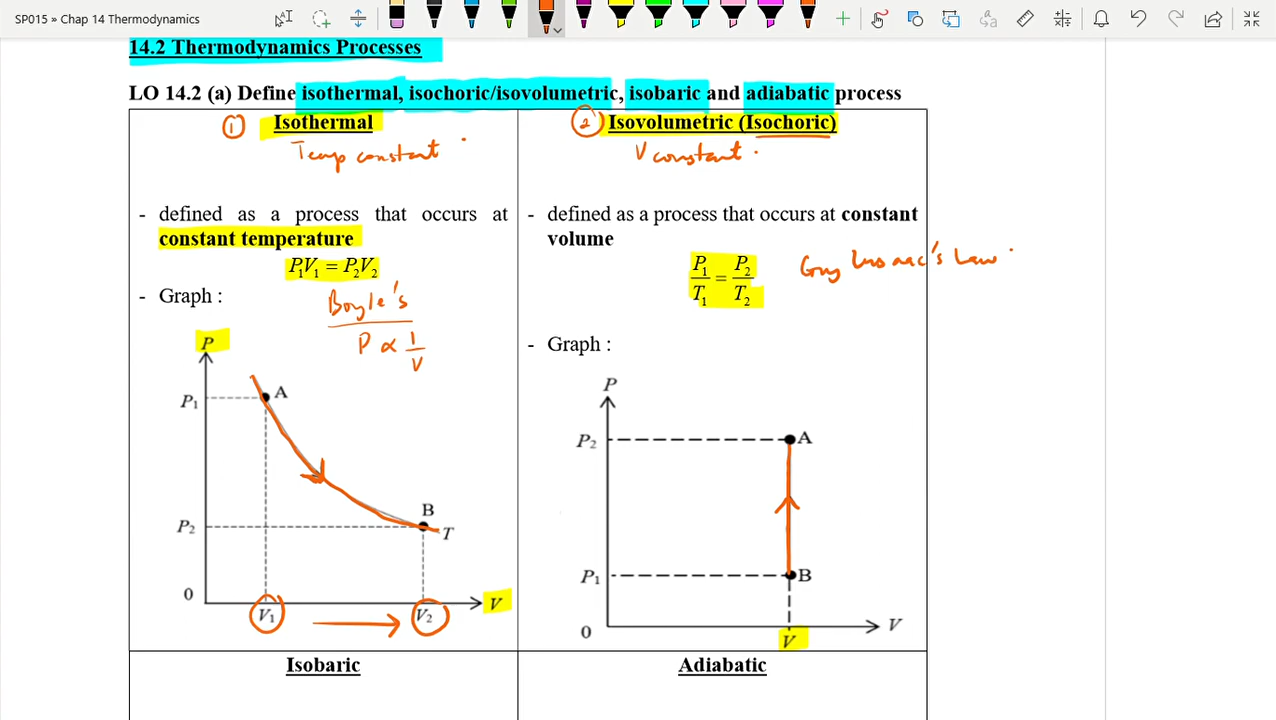 SP015 » Chap 14 Thermodynamics
14.2 Thermodynamics Processes
LO 14.2 (a) Define isothermal, isochoric/isovolumetric, isobaric and adiabatic process
① Isothermal
Temp constant
- defined as a process that occurs at
constant temperature
P₁V₁ = P₂V₂
- Graph :
Boyle's
P ∝ 1/V
P
P₁
A
P₂
B
T
0
V₁
V₂
V
② Isovolumetric (Isochoric)
V constant
- defined as a process that occurs at constant
volume
P₁/T₁ = P₂/T₂
Law
- Graph :
P
P₂
A
P₁
B
0
V
V
Isobaric
Adiabatic